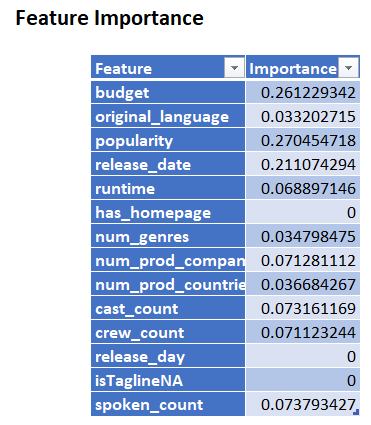 Feature Importance
Feature Importance
budget 0.261229342
original_language 0.033202715
popularity 0.270454718
release_date 0.211074294
runtime 0.068897146
has_homepage 0
num_genres 0.034798475
num_prod_compan 0.071281112
num_prod_countrie 0.036684267
cast_count 0.073161169
crew_count 0.071123244
release_day 0
isTaglineNA 0
spoken_count 0.073793427